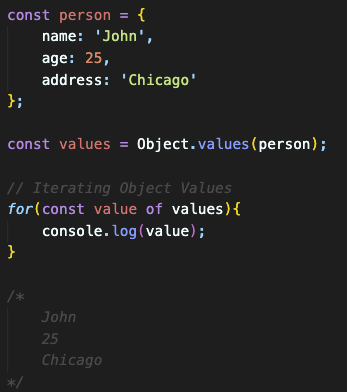 const person = {
    name: 'John',
    age: 25,
    address: 'Chicago'
};
const values = Object.values(person);
// Iterating Object Values
for(const value of values){
    console.log(value);
}
/*
    John
    25
    Chicago
*/